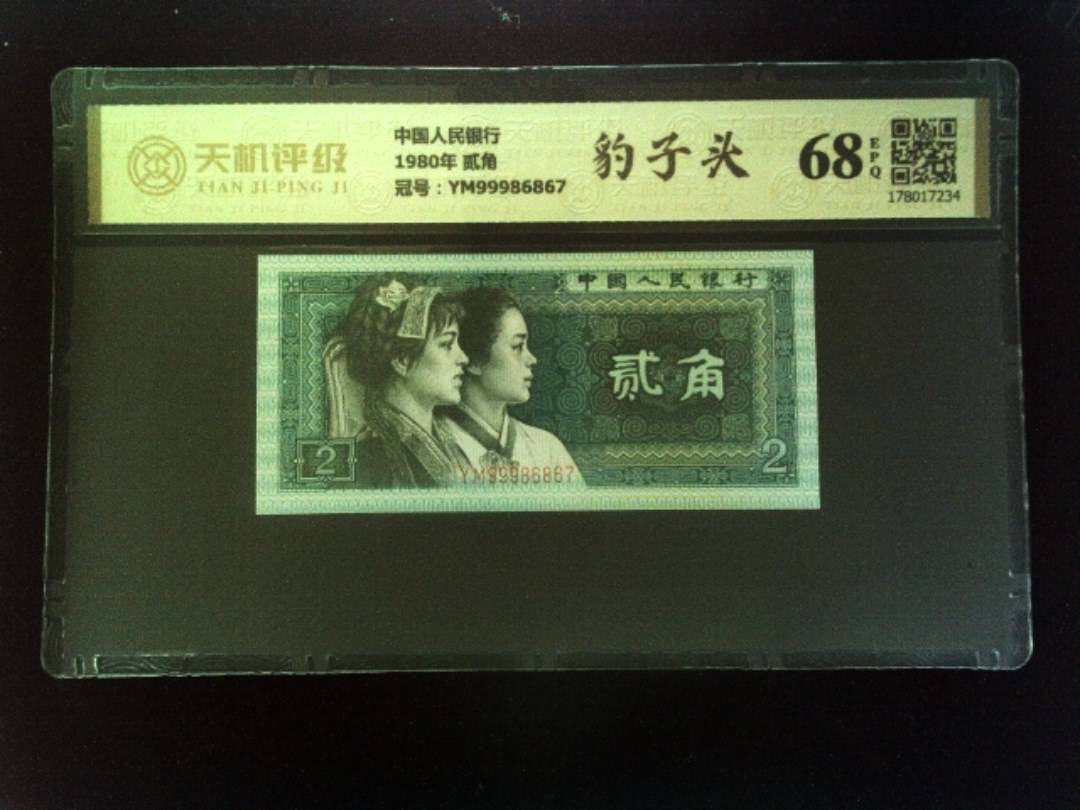 天机评级
TIAN JI PING JI
中国人民银行
1980年 贰角
冠号：YM99986867
豹子头
68
EPQ
178017234
中国人民银行
贰角
2
2
YM99986867